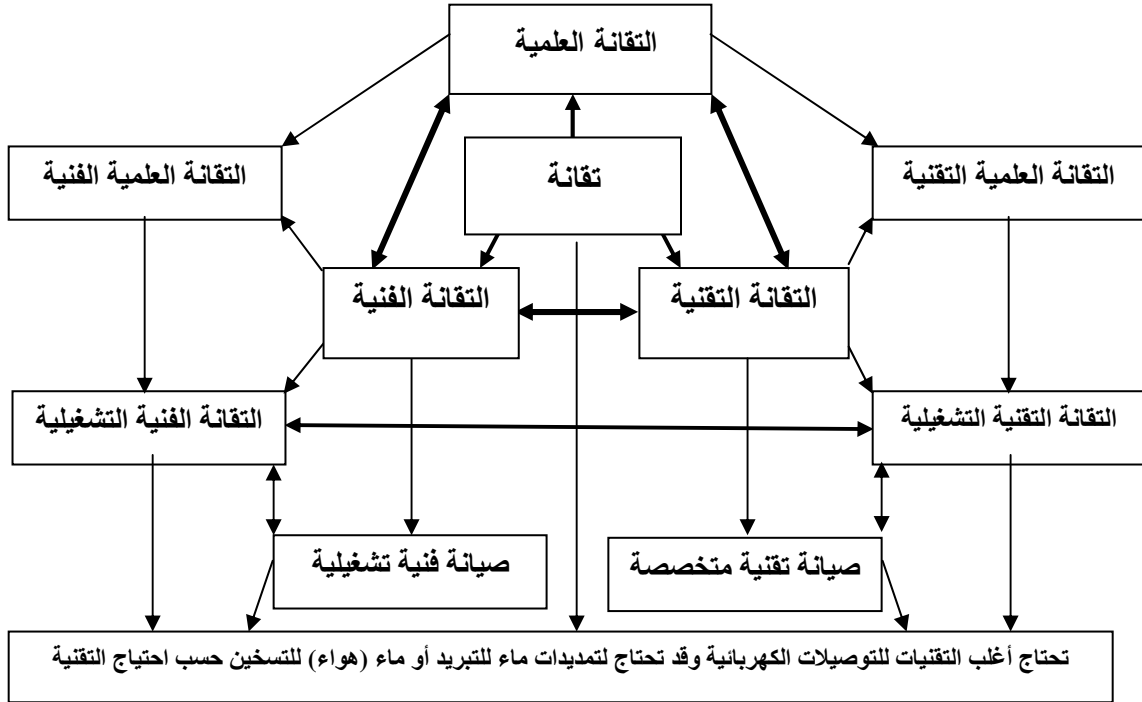 التقانة العلمية
تقانة
التقانة العلمية التقنية
التقانة العلمية الفنية
التقانة التقنية
التقانة الفنية
التقانة التقنية التشغيلية
التقانة الفنية التشغيلية
صيانة تقنية متخصصة
صيانة فنية تشغيلية
تحتاج أغلب التقنيات للتوصيلات الكهربائية وقد تحتاج لتمديدات ماء للتبريد أو ماء (هواء) للتسخين حسب احتياج التقنية